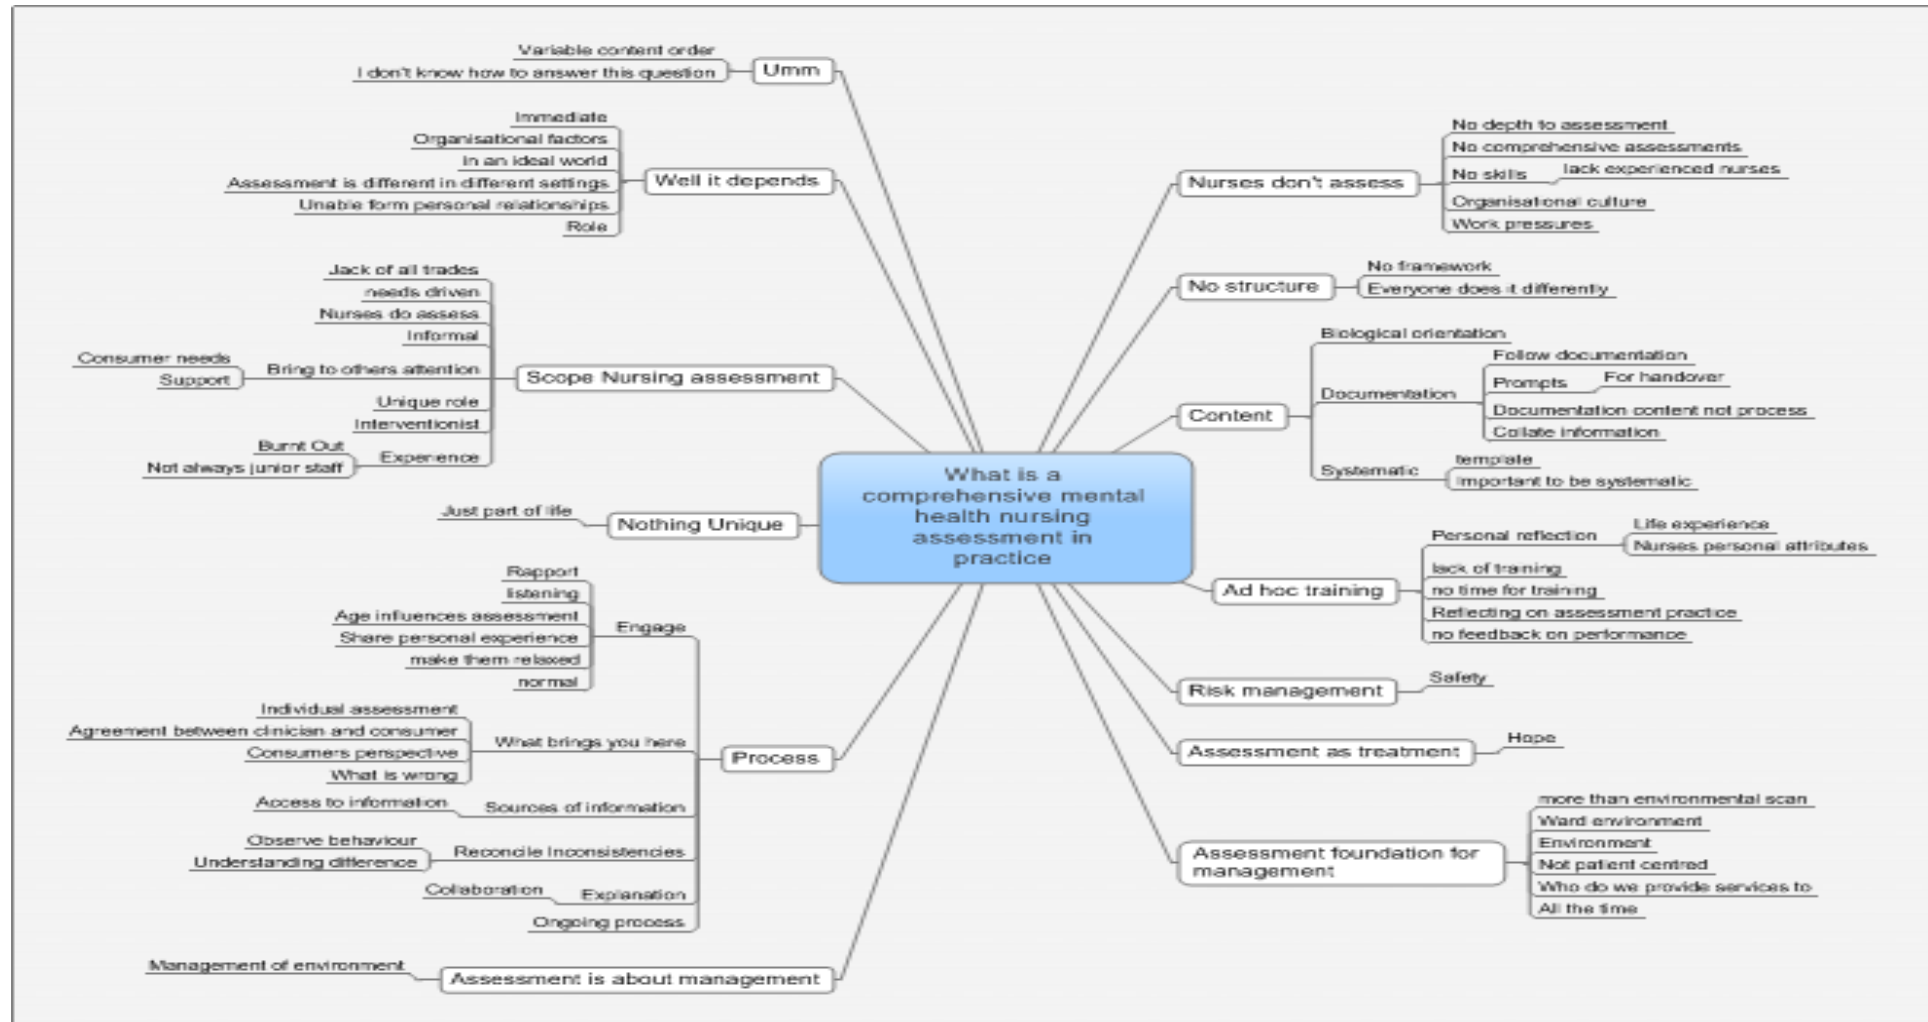 Variable content order
I don't know how to answer this question
Umm
Immediate
Organisational factors
in an ideal world
Assessment is different in different settings
Unable form personal relationships
Role
Well it depends
Jack of all trades
needs driven
Nurses do assess
Informal
Consumer needs
Support
Bring to others attention
Unique role
Interventionist
Burnt Out
Not always junior staff
Experience
Scope Nursing assessment
Just part of life
Nothing Unique
Rapport
listening
Age influences assessment
Share personal experience
make them relaxed
normal
Engage
Individual assessment
Agreement between clinician and consumer
Consumers perspective
What is wrong
What brings you here
Access to information
Sources of information
Observe behaviour
Understanding difference
Reconcile Inconsistencies
Collaboration
Explanation
Ongoing process
Process
Management of environment
Assessment is about management
What is a
comprehensive mental
health nursing
assessment in
practice
Nurses don't assess
No depth to assessment
No comprehensive assessments
No skills
lack experienced nurses
Organisational culture
Work pressures
No structure
No framework
Everyone does it differently
Content
Biological orientation
Documentation
Follow documentation
Prompts
For handover
Documentation content not process
Collate information
Systematic
template
Important to be systematic
Ad hoc training
Personal reflection
Life experience
Nurses personal attributes
lack of training
no time for training
Reflecting on assessment practice
no feedback on performance
Risk management
Safety
Assessment as treatment
Hope
Assessment foundation for
management
more than environmental scan
Ward environment
Environment
Not patient centred
Who do we provide services to
All the time